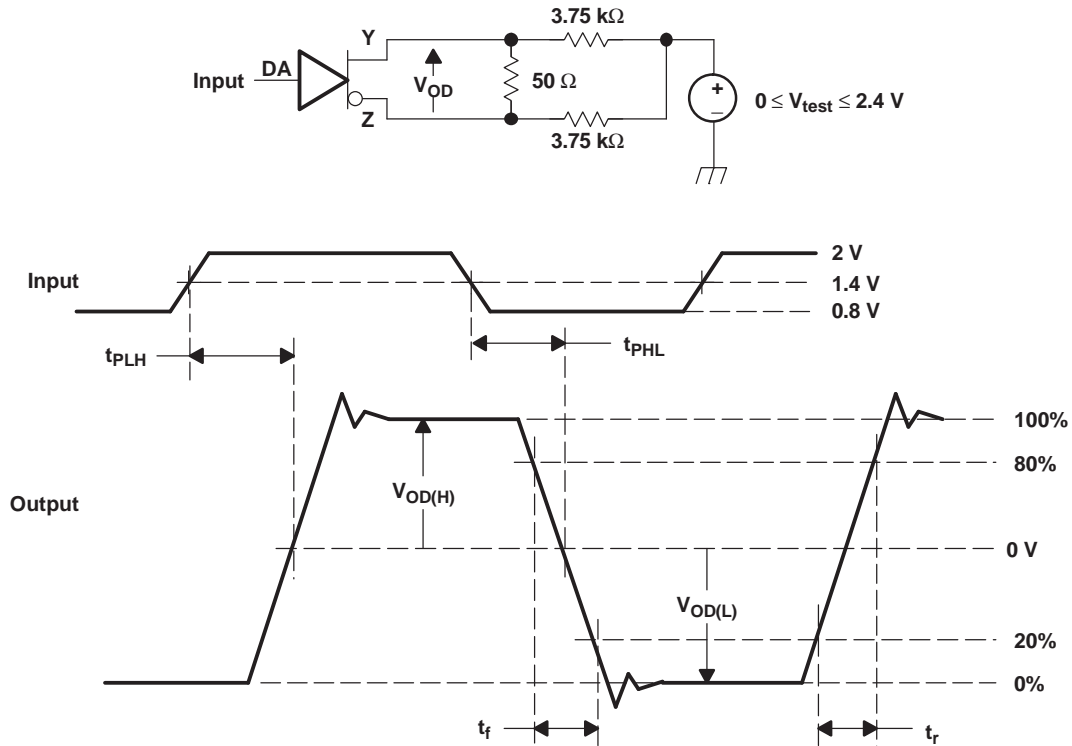 3.75 kΩ
Y
DA
Input
V_OD
50 Ω
+
–
0 ≤ V_test ≤ 2.4 V
Z
3.75 kΩ
2 V
Input
1.4 V
0.8 V
t_PLH
t_PHL
100%
80%
V_OD(H)
Output
0 V
V_OD(L)
20%
0%
t_f
t_r